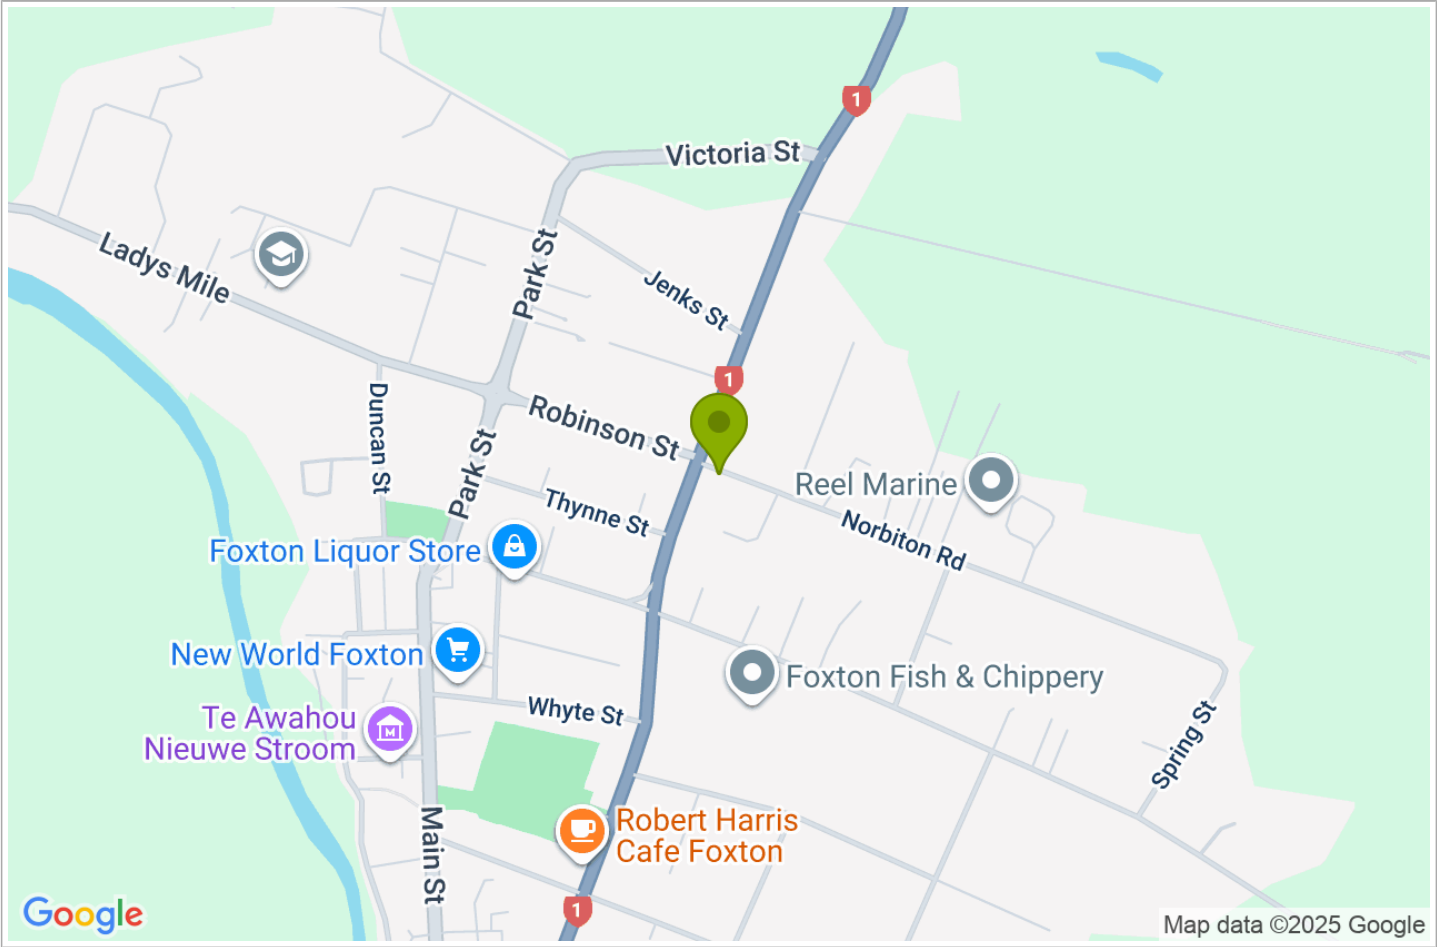 1
Victoria St
Ladys Mile
Park St
Jenks St
1
Duncan St
Robinson St
Park St
Reel Marine
Thynne St
Norbiton Rd
Foxton Liquor Store
New World Foxton
Foxton Fish & Chippery
Te Awahou
Nieuwe Stroom
Whyte St
Spring St
Main St
Robert Harris
Cafe Foxton
1
Google
Map data ©2025 Google